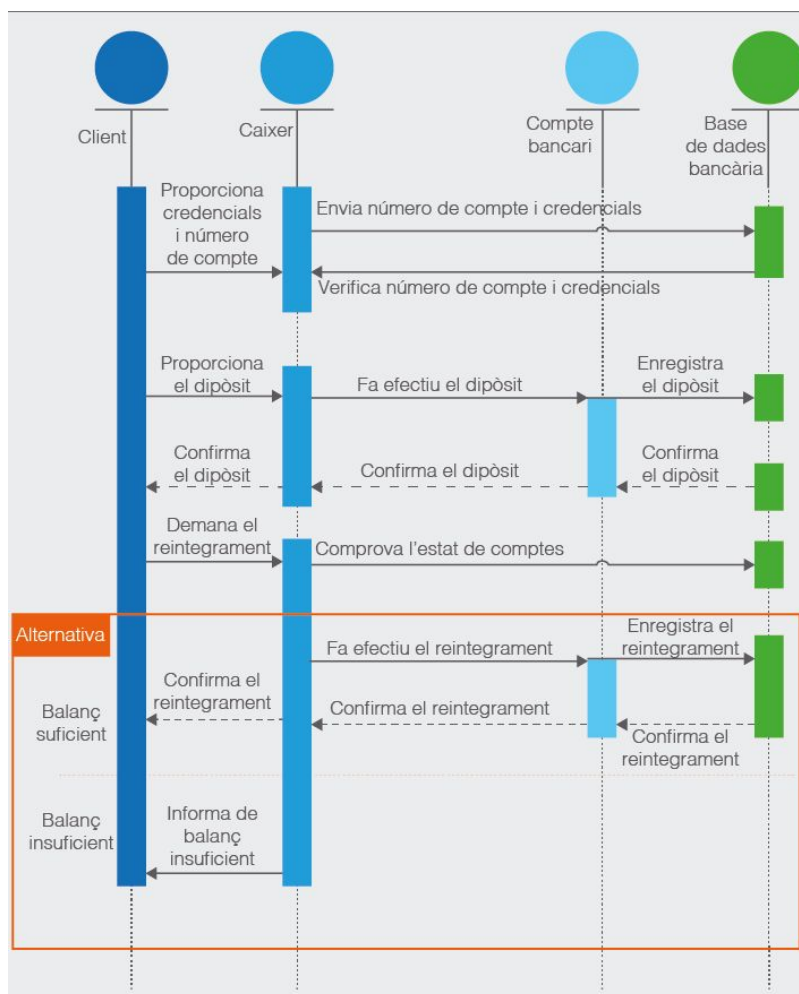 Client
Caixer
Compte
bancari
Base
de dades
bancària
Proporciona
credencials
i número
de compte
Envia número de compte i credencials
Verifica número de compte i credencials
Proporciona
el dipòsit
Fa efectiu el dipòsit
Enregistra
el dipòsit
Confirma
el dipòsit
Confirma el dipòsit
Confirma
el dipòsit
Demana el
reintegrament
Comprova l'estat de comptes
Alternativa
Fa efectiu el reintegrament
Enregistra el
reintegrament
Balanç
suficient
Confirma el
reintegrament
Confirma el reintegrament
Confirma el
reintegrament
Balanç
insuficient
Informa de
balanç
insuficient